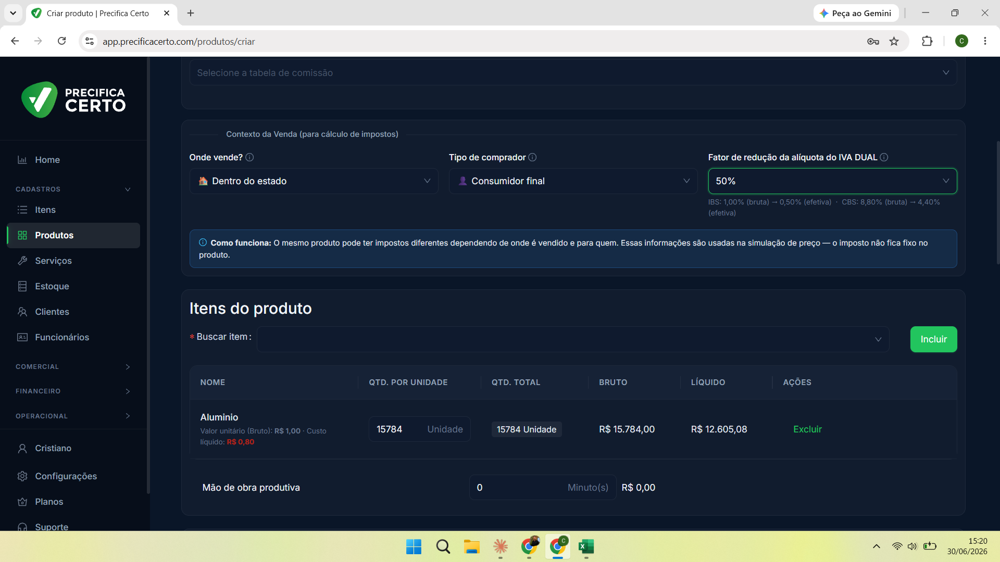 Criar produto | Precifica Certo
Peça ao Gemini
app.precificacerto.com/produtos/criar
C
PRECIFICA
CERTO
Home
CADASTROS
Itens
Produtos
Serviços
Estoque
Clientes
Funcionários
COMERCIAL
FINANCEIRO
OPERACIONAL
Cristiano
Configurações
Planos
Suporte
Selecione a tabela de comissão
Contexto da Venda (para cálculo de impostos)
Onde vende?
Dentro do estado
Tipo de comprador
Consumidor final
Fator de redução da alíquota do IVA DUAL
50%
IBS: 1,00% (bruta) → 0,50% (efetiva) · CBS: 8,80% (bruta) → 4,40%
(efetiva)
Como funciona: O mesmo produto pode ter impostos diferentes dependendo de onde é vendido e para quem. Essas informações são usadas na simulação de preço — o imposto não fica fixo no
produto.
Itens do produto
* Buscar item :
Incluir
NOME QTD. POR UNIDADE QTD. TOTAL BRUTO LÍQUIDO AÇÕES
Aluminio
Valor unitário (Bruto): R$ 1,00 · Custo
líquido: R$ 0,80
15784 Unidade
15784 Unidade
R$ 15.784,00
R$ 12.605,08
Excluir
Mão de obra produtiva
0 Minuto(s)
R$ 0,00
C
15:20
30/06/2026